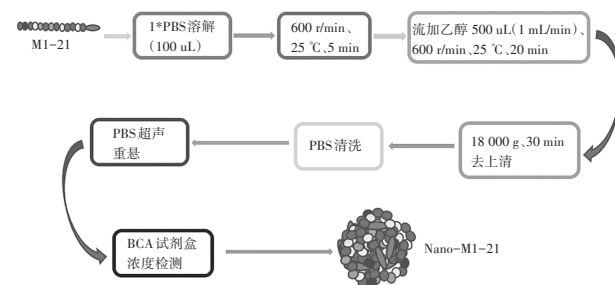 M1-21
1*PBS溶解
(100 uL)
600 r/min、
25 ℃、5 min
流加乙醇 500 uL(1 mL/min)、
600 r/min、25 ℃、20 min
18 000 g、30 min
去上清
PBS清洗
PBS超声
重悬
BCA试剂盒
浓度检测
Nano-M1-21